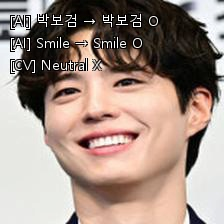 [AI] 박보검 → 박보검 O
[AI] Smile → Smile O
[CV] Neutral X